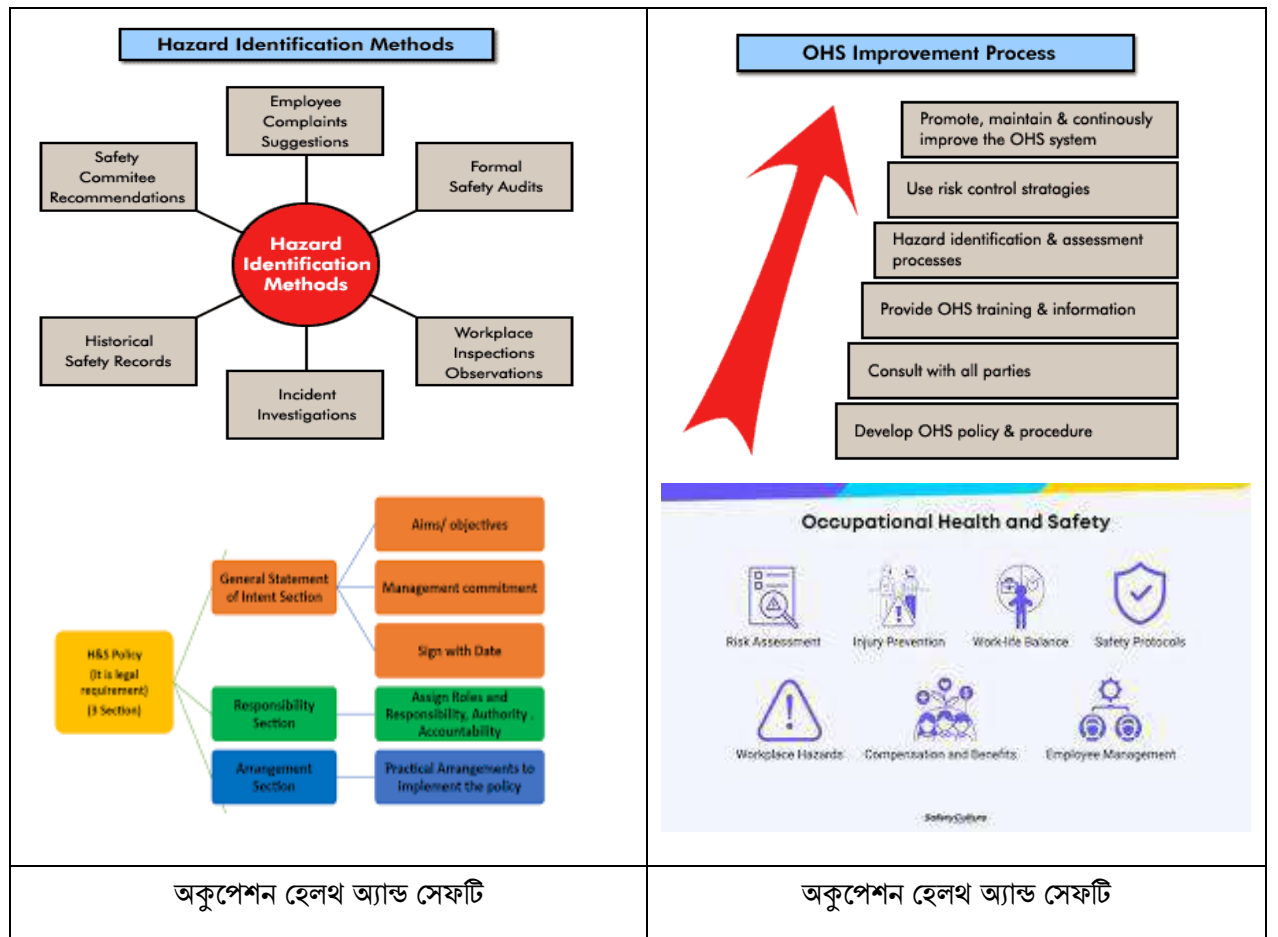 Hazard Identification Methods
Employee
Complaints
Suggestions
Safety
Commitee
Recommendations
Formal
Safety Audits
Hazard
Identification
Methods
Historical
Safety Records
Workplace
Inspections
Observations
Incident
Investigations
H&S Policy
(It is legal
requirement)
(3 Section)
General Statement
of Intent Section
Aims/ objectives
Management commitment
Sign with Date
Responsibility
Section
Assign Roles and
Responsibility, Authority .
Accountability
Arrangement
Section
Practical Arrangements to
implement the policy
অকুপেশন হেলথ অ্যান্ড সেফটি
OHS Improvement Process
Promote, maintain & continously
improve the OHS system
Use risk control stratagies
Hazard identification & assessment
processes
Provide OHS training & information
Consult with all parties
Develop OHS policy & procedure
Occupational Health and Safety
Risk Assessment
Injury Prevention
Work-life Balance
Safety Protocols
Workplace Hazards
Compensation and Benefits
Employee Management
SafetyCulture
অকুপেশন হেলথ অ্যান্ড সেফটি